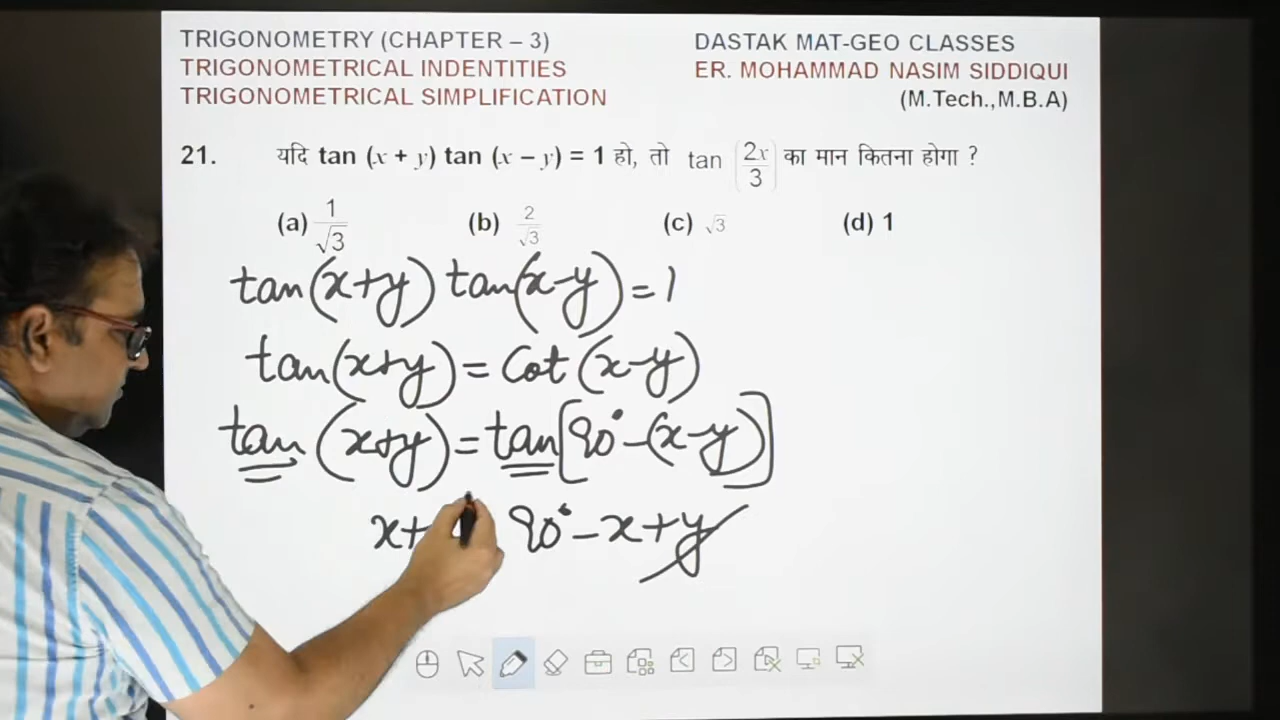 TRIGONOMETRY (CHAPTER – 3)
DASTAK MAT-GEO CLASSES
TRIGONOMETRICAL INDENTITIES
ER. MOHAMMAD NASIM SIDDIQUI
TRIGONOMETRICAL SIMPLIFICATION
(M.Tech.,M.B.A)
21. यदि tan (x + y) tan (x – y) = 1 हो, तो tan (2x/3) का मान कितना होगा ?
(a) 1/√3 (b) 2/√3 (c) √3 (d) 1
tan(x+y) tan(x-y) = 1
tan(x+y) = Cot (x-y)
tan (x+y) = tan[90° - (x-y)]
x+ 90° - x + y